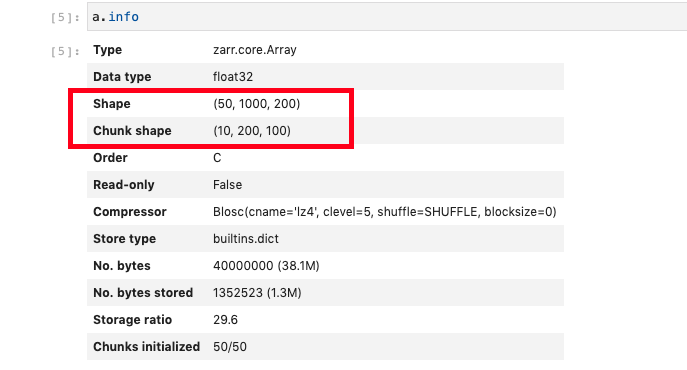 [5]: a.info
[5]: Type zarr.core.Array
Data type float32
Shape (50, 1000, 200)
Chunk shape (10, 200, 100)
Order C
Read-only False
Compressor Blosc(cname='lz4', clevel=5, shuffle=SHUFFLE, blocksize=0)
Store type builtins.dict
No. bytes 40000000 (38.1M)
No. bytes stored 1352523 (1.3M)
Storage ratio 29.6
Chunks initialized 50/50